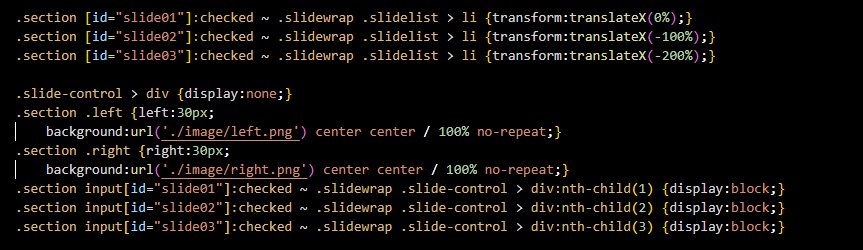 .section [id="slide01"]:checked ~ .slidewrap .slidelist > li {transform:translateX(0%);}
.section [id="slide02"]:checked ~ .slidewrap .slidelist > li {transform:translateX(-100%);}
.section [id="slide03"]:checked ~ .slidewrap .slidelist > li {transform:translateX(-200%);}

.slide-control > div {display:none;}
.section .left {left:30px;
    background:url('./image/left.png') center center / 100% no-repeat;}
.section .right {right:30px;
    background:url('./image/right.png') center center / 100% no-repeat;}
.section input[id="slide01"]:checked ~ .slidewrap .slide-control > div:nth-child(1) {display:block;}
.section input[id="slide02"]:checked ~ .slidewrap .slide-control > div:nth-child(2) {display:block;}
.section input[id="slide03"]:checked ~ .slidewrap .slide-control > div:nth-child(3) {display:block;}